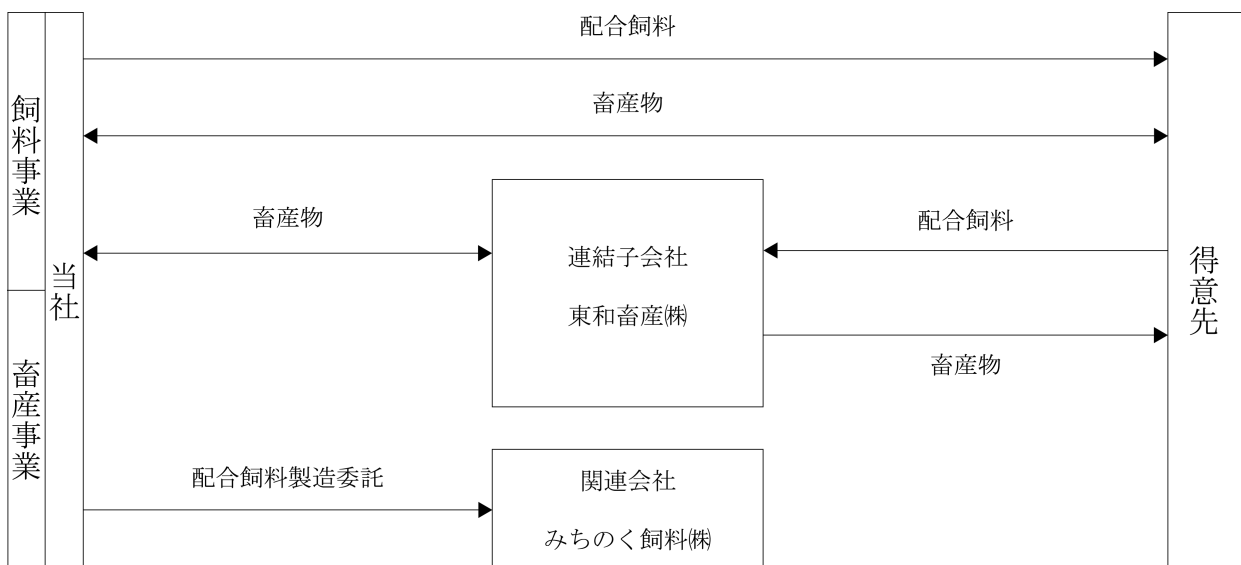 配合飼料
畜産物
飼料事業
畜産事業
当社
畜産物
連結子会社
東和畜産㈱
配合飼料
畜産物
得意先
配合飼料製造委託
関連会社
みちのく飼料㈱